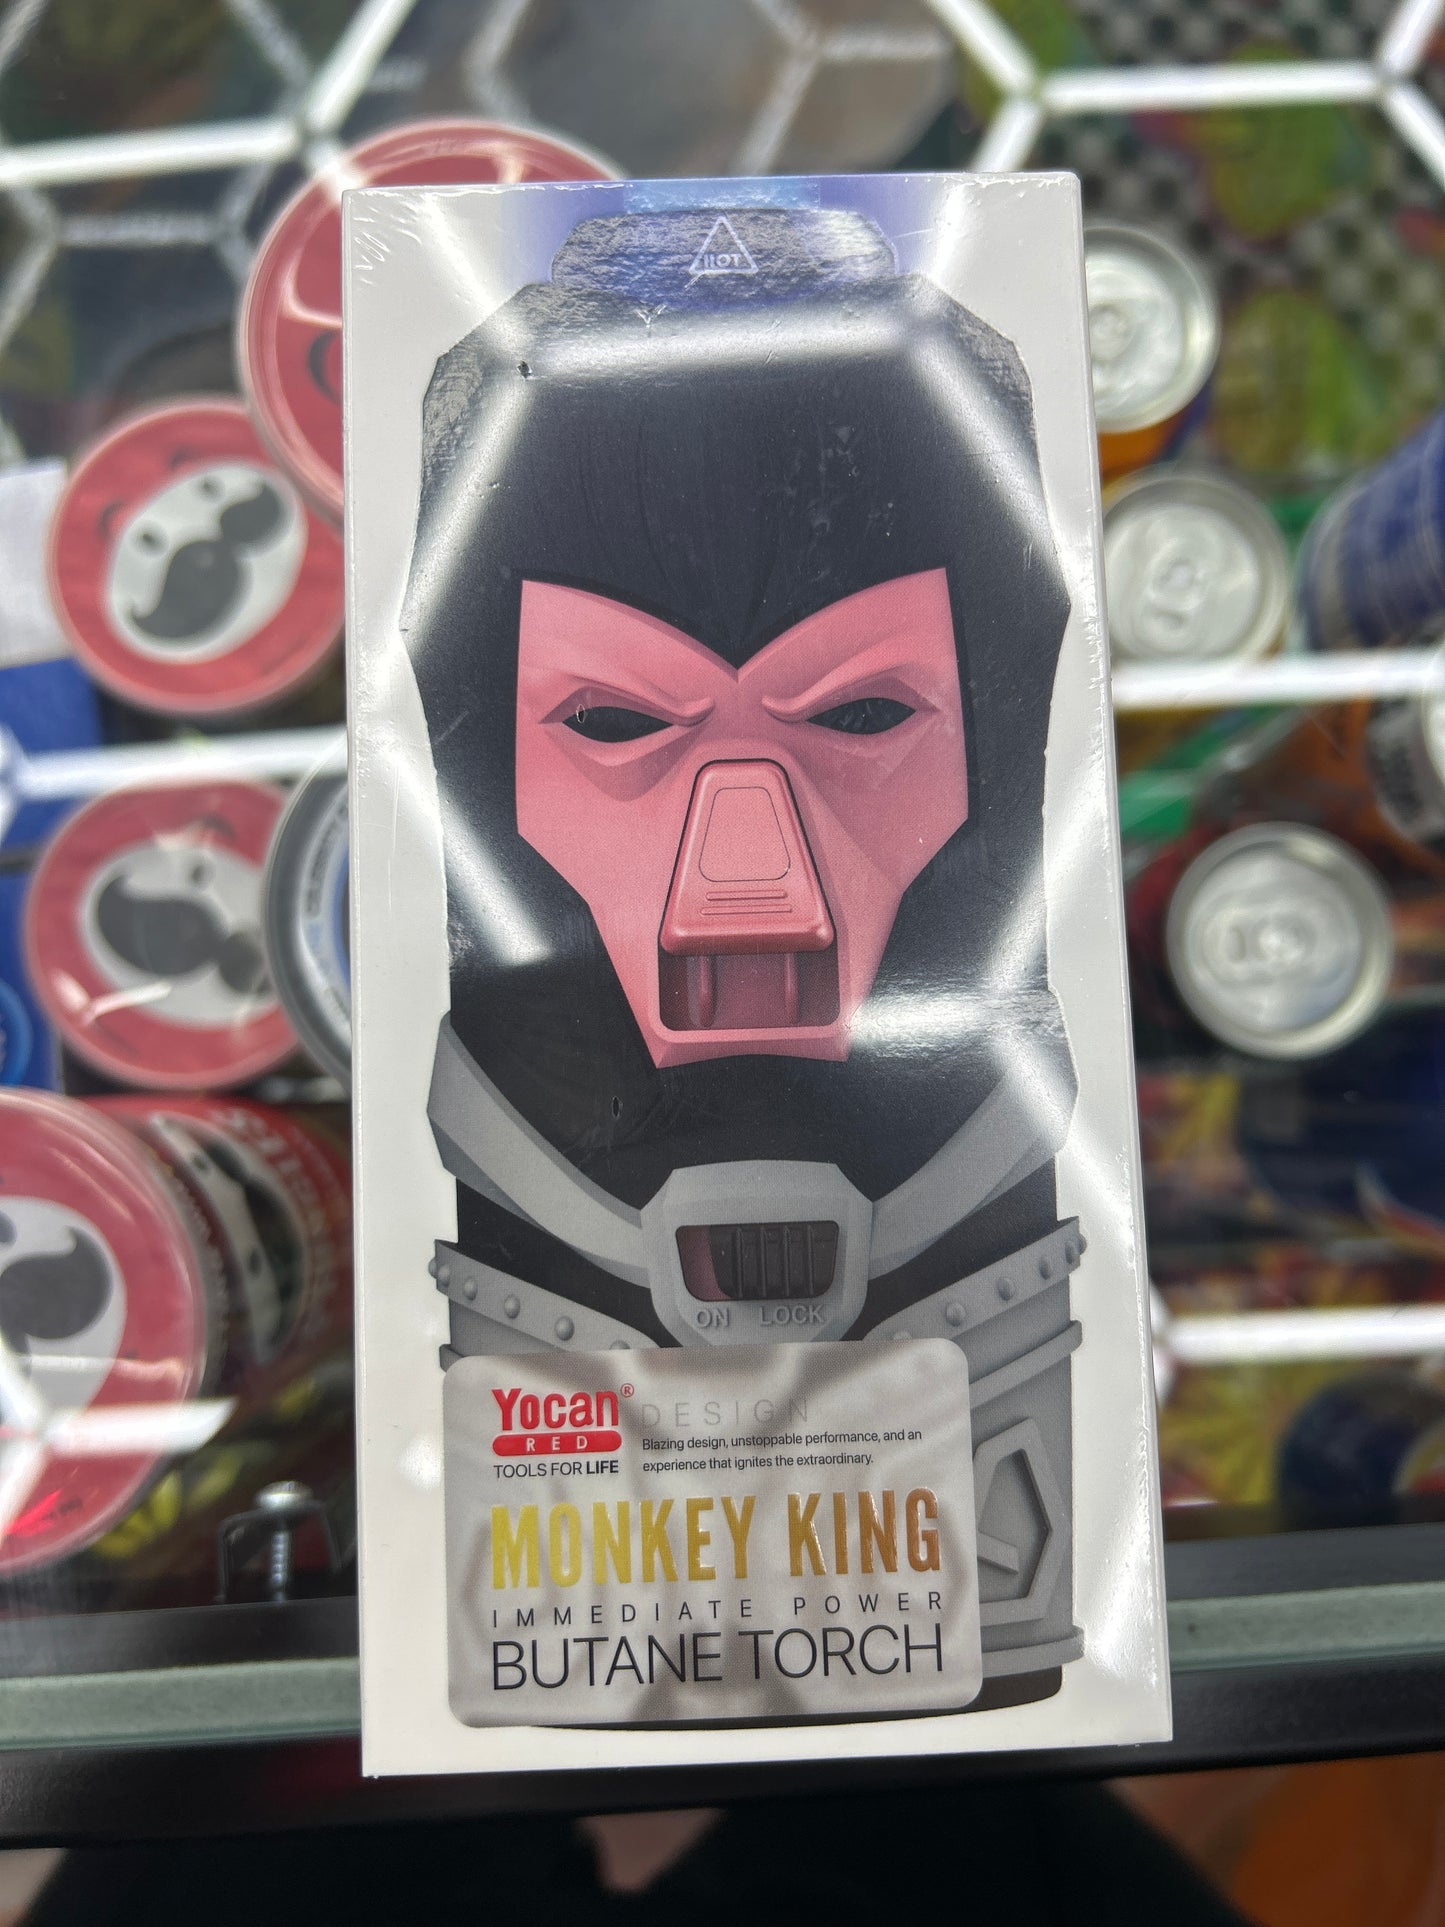 HOT
ON LOCK
Yocan® DESIGN
RED
Blazing design, unstoppable performance, and an
experience that ignites the extraordinary.
TOOLS FOR LIFE
MONKEY KING
IMMEDIATE POWER
BUTANE TORCH